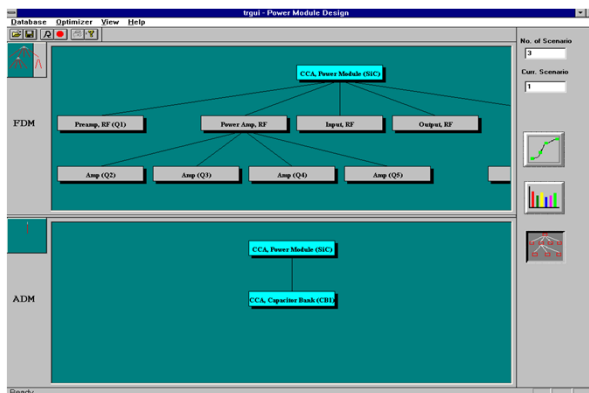 trgui - Power Module Design
Database Optimizer View Help
No. of Scenario
3
Curr. Scenario
1
FDM
CCA, Power Module (SiC)
Preamp, RF (Q1) Power Amp, RF Input, RF Output, RF
Amp (Q2) Amp (Q3) Amp (Q4) Amp (Q5)
ADM
CCA, Power Module (SiC)
CCA, Capacitor Bank (CB1)
Ready